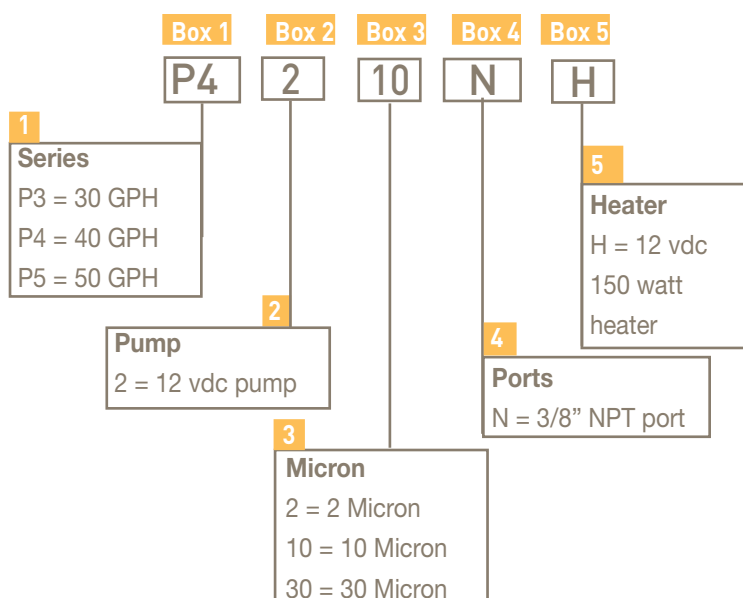 Box 1 Box 2 Box 3 Box 4 Box 5
P4 2 10 N H
1
Series
P3 = 30 GPH
P4 = 40 GPH
P5 = 50 GPH
2
Pump
2 = 12 vdc pump
3
Micron
2 = 2 Micron
10 = 10 Micron
30 = 30 Micron
4
Ports
N = 3/8” NPT port
5
Heater
H = 12 vdc
150 watt
heater